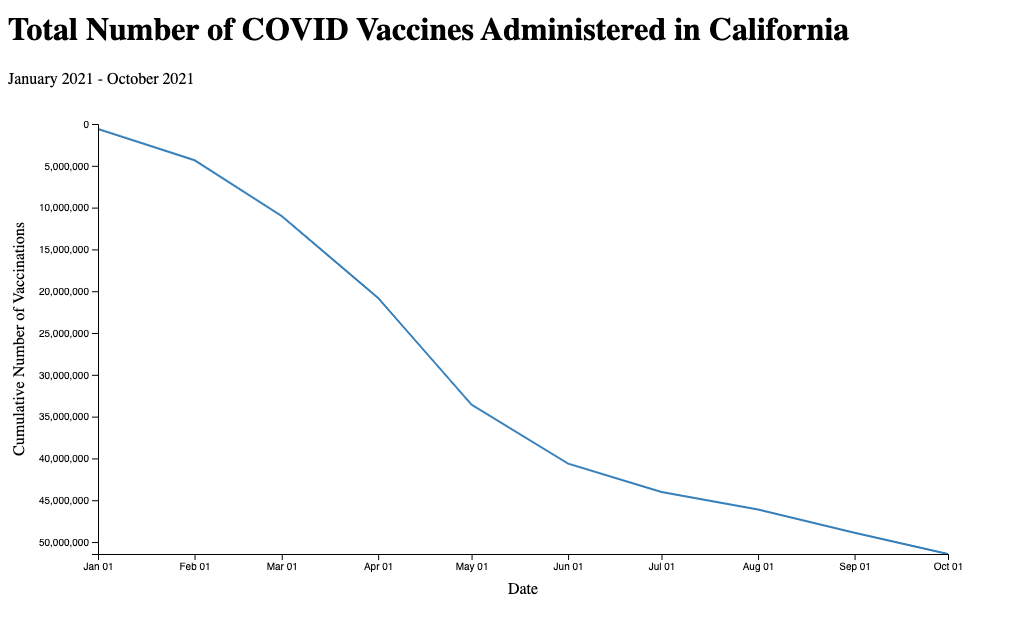 Total Number of COVID Vaccines Administered in California
January 2021 - October 2021
0
5,000,000
10,000,000
15,000,000
20,000,000
25,000,000
30,000,000
35,000,000
40,000,000
45,000,000
50,000,000
Cumulative Number of Vaccinations
Jan 01 Feb 01 Mar 01 Apr 01 May 01 Jun 01 Jul 01 Aug 01 Sep 01 Oct 01
Date